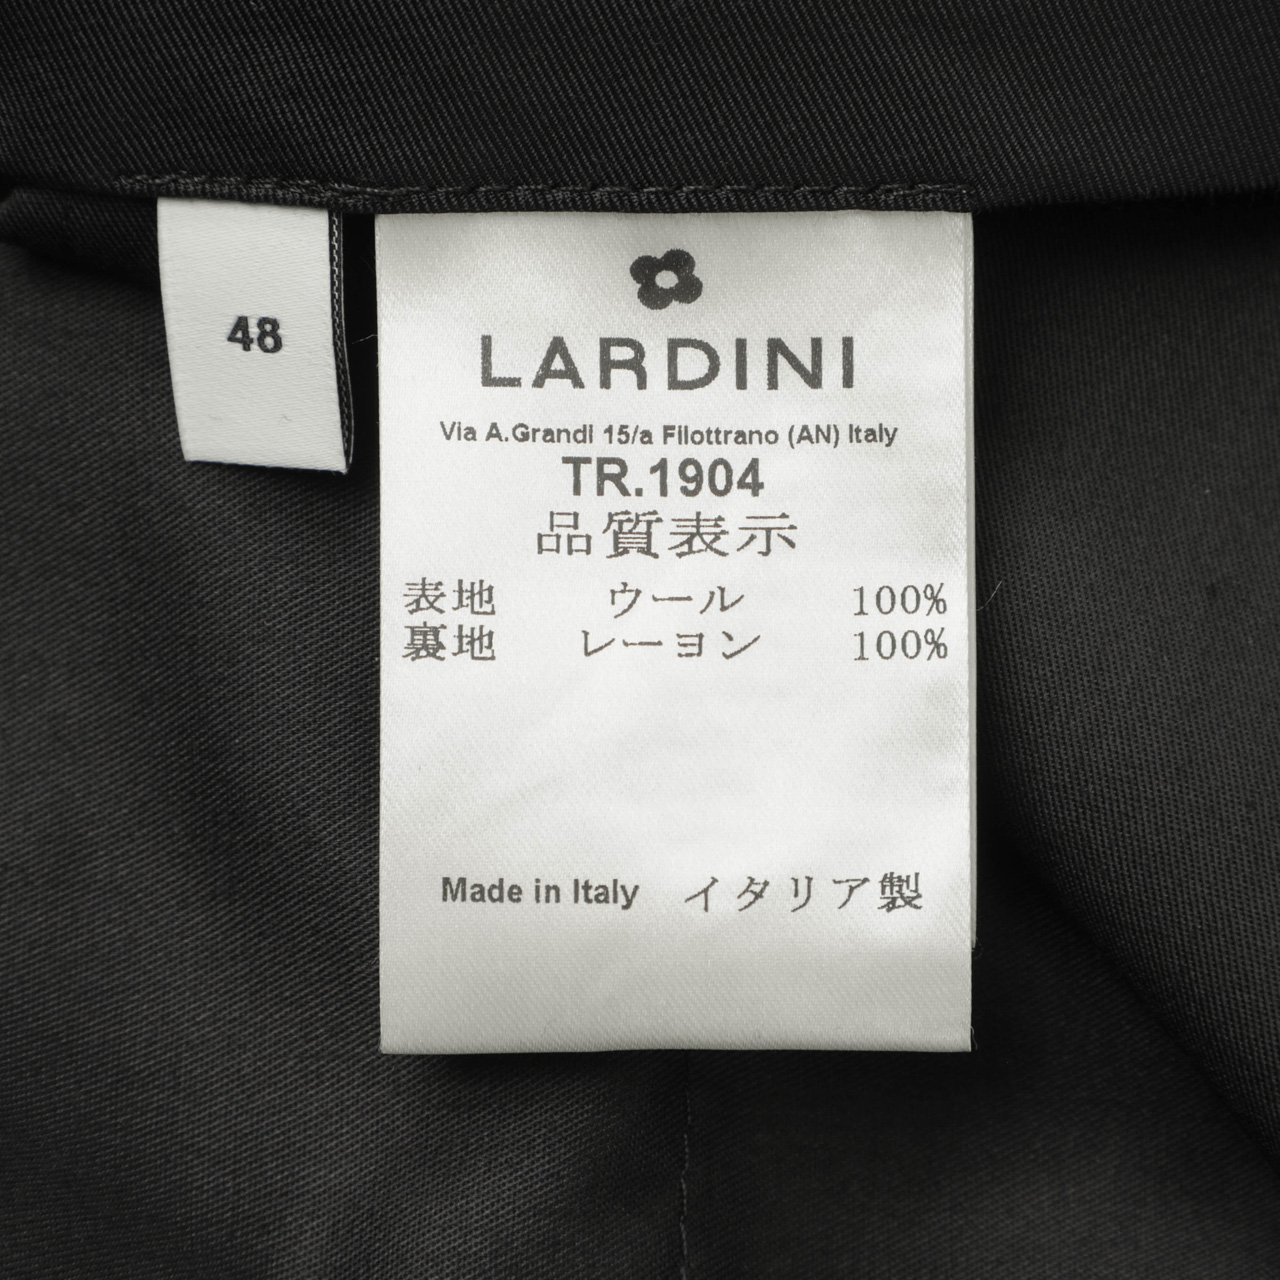 48
LARDINI
Via A.Grandi 15/a Filottrano (AN) Italy
TR.1904
品質表示
表地 ウール 100%
裏地 レーヨン 100%
Made in Italy イタリア製